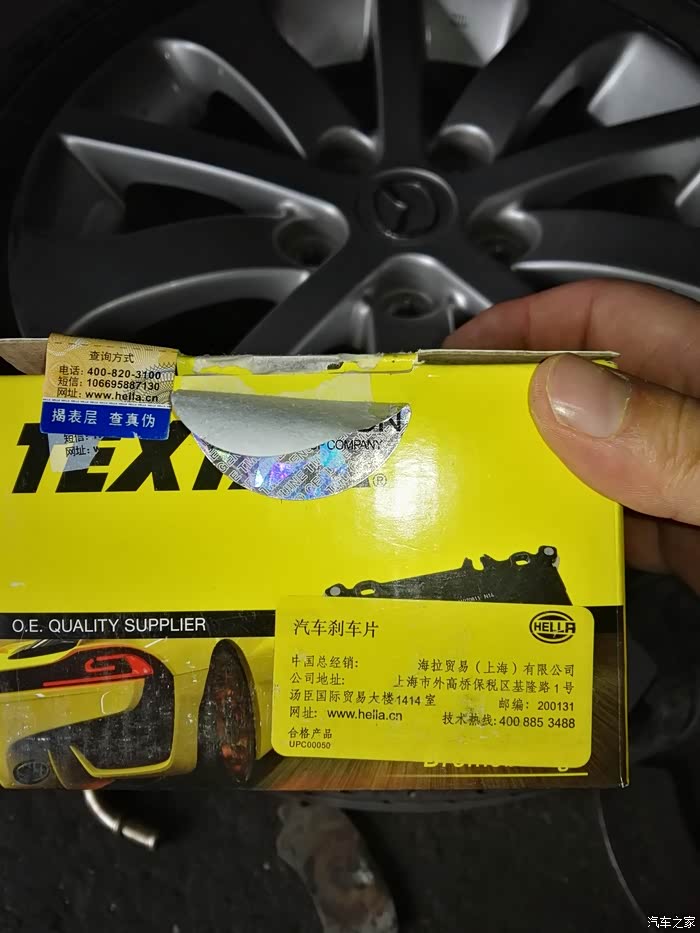 查询方式
电话: 400-820-3100
短信: 106695887130
网址: www.hella.cn
揭表层 查真伪
短信:
网址:
TEXT
COMPANY
®
O.E. QUALITY SUPPLIER
HELLA
汽车刹车片
中国总经销: 海拉贸易（上海）有限公司
公司地址: 上海市外高桥保税区基隆路1号
汤臣国际贸易大楼1414室 邮编: 200131
网址: www.hella.cn 技术热线: 400 885 3488
合格产品
UPC00050
汽车之家